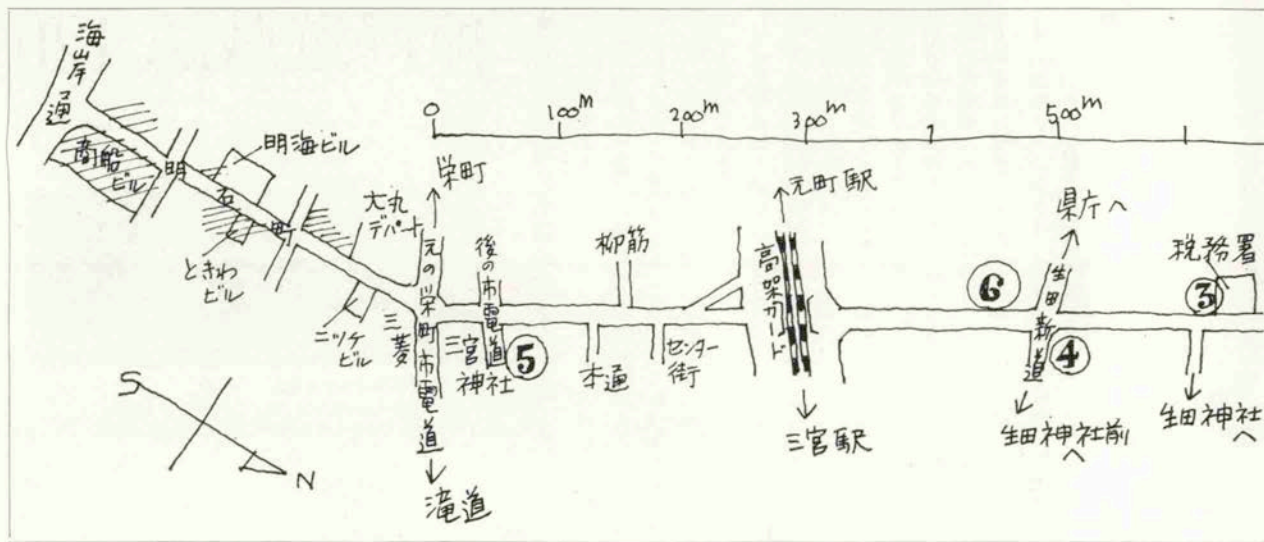 海岸通
商船ビル
明石町
明海ビル
ときわビル
大丸デパート
ニッケビル
三菱
0
100m
200m
300m
500m
栄町
元の栄町市電道
滝道
後の市電道
三宮神社
⑤
柳筋
本通
センター街
元町駅
高架ガード
三宮駅
⑥
県庁へ
生田新道
④
生田神社前へ
税務署
③
生田神社へ
S
N